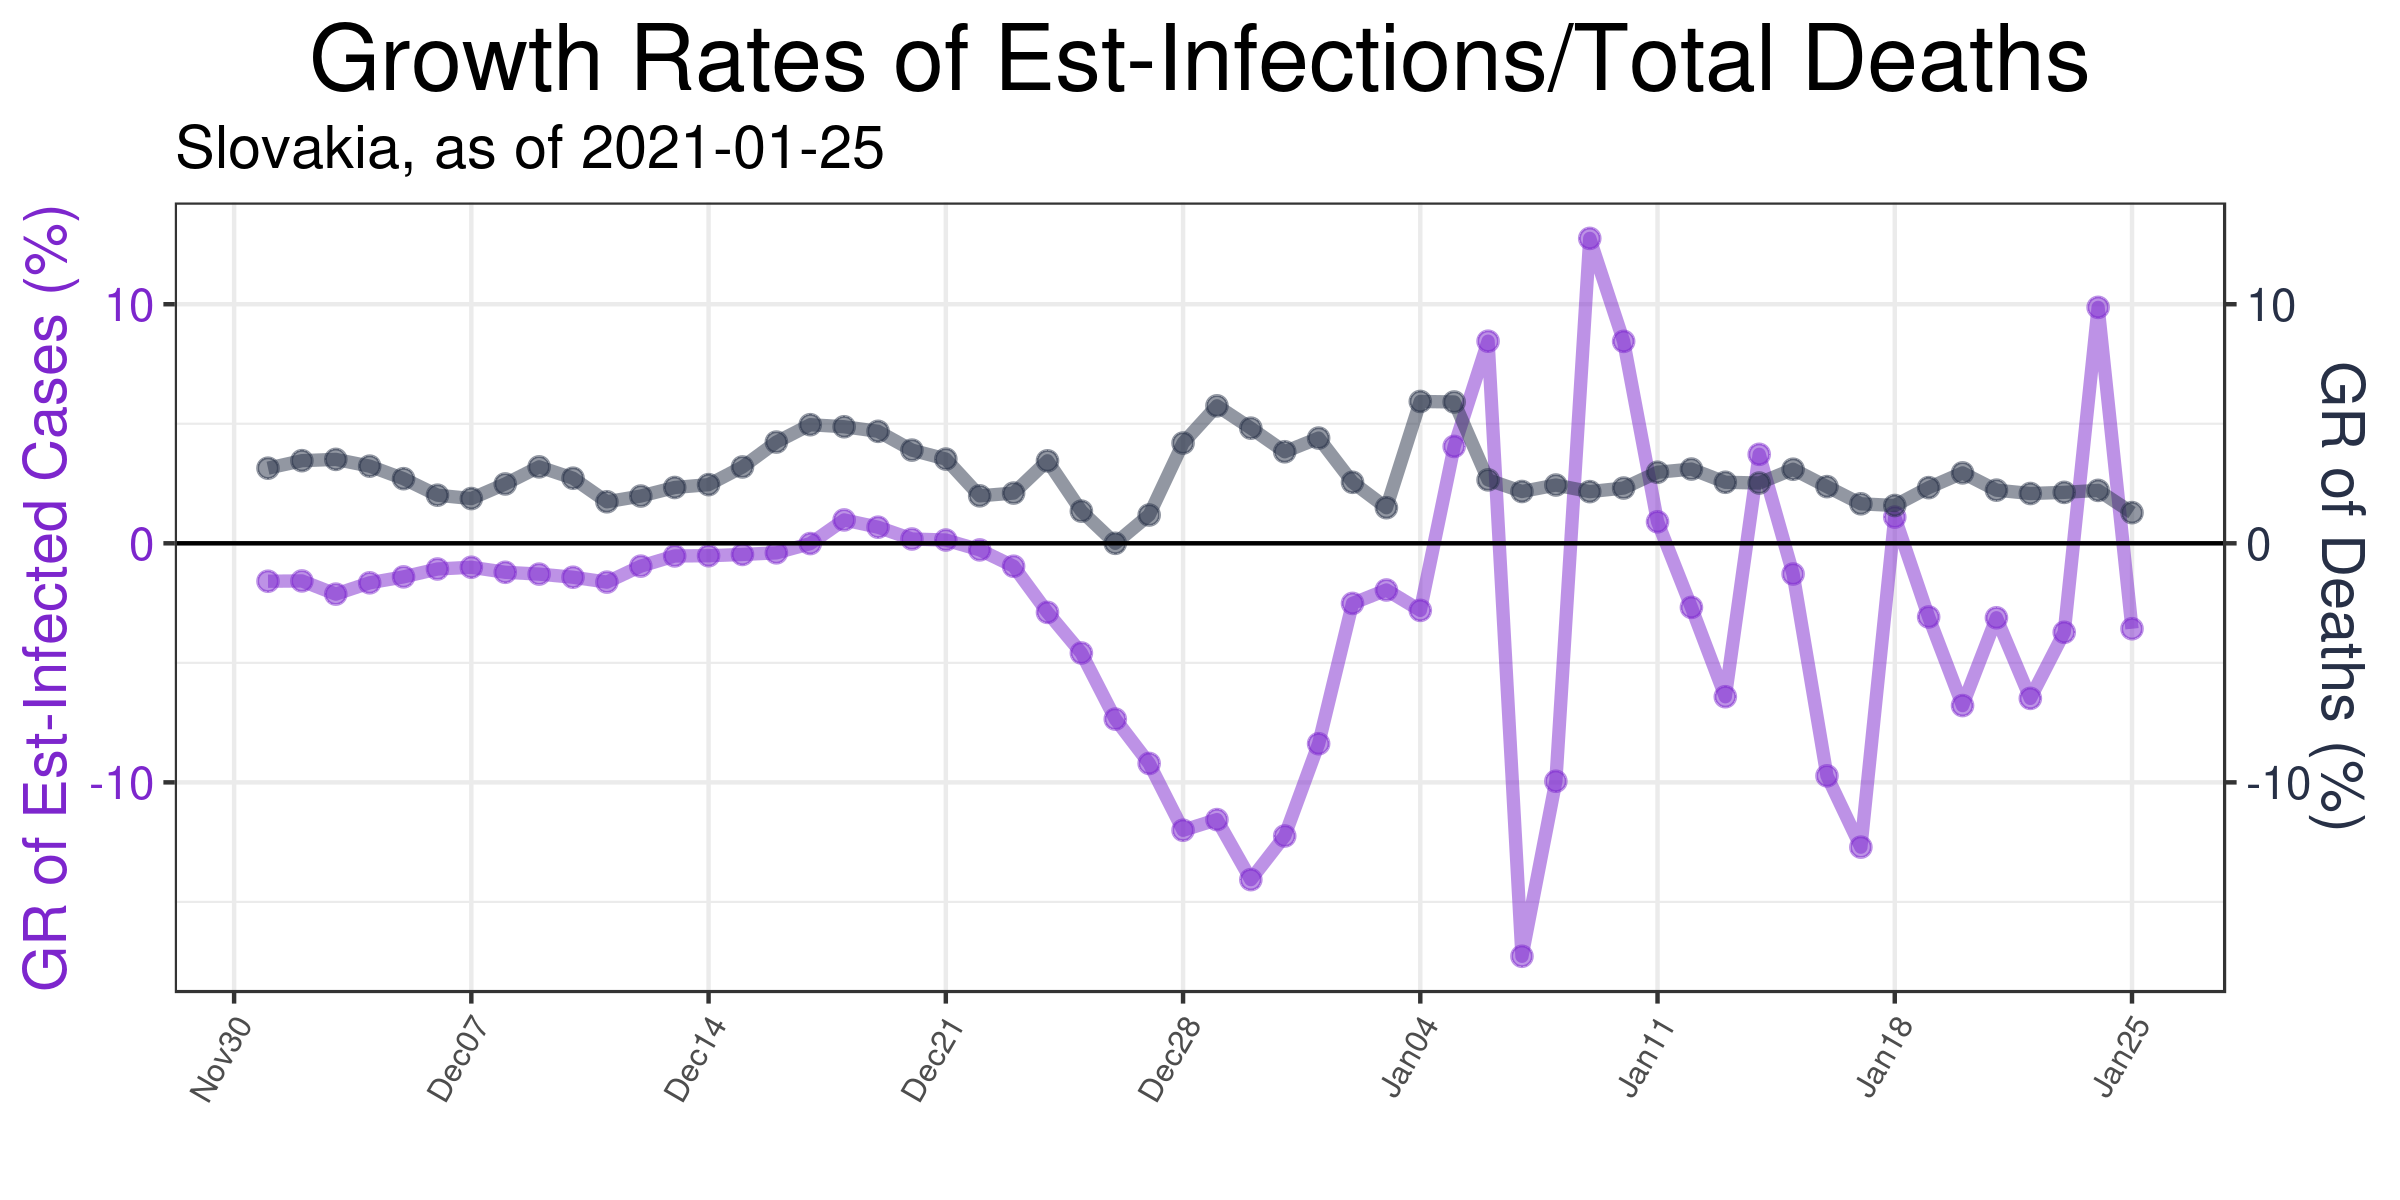 Growth Rates of Est-Infections/Total Deaths
Slovakia, as of 2021-01-25
GR of Est-Infected Cases (%)
10
0
-10
10
0
-10
GR of Deaths (%)
Nov30
Dec07
Dec14
Dec21
Dec28
Jan04
Jan11
Jan18
Jan25